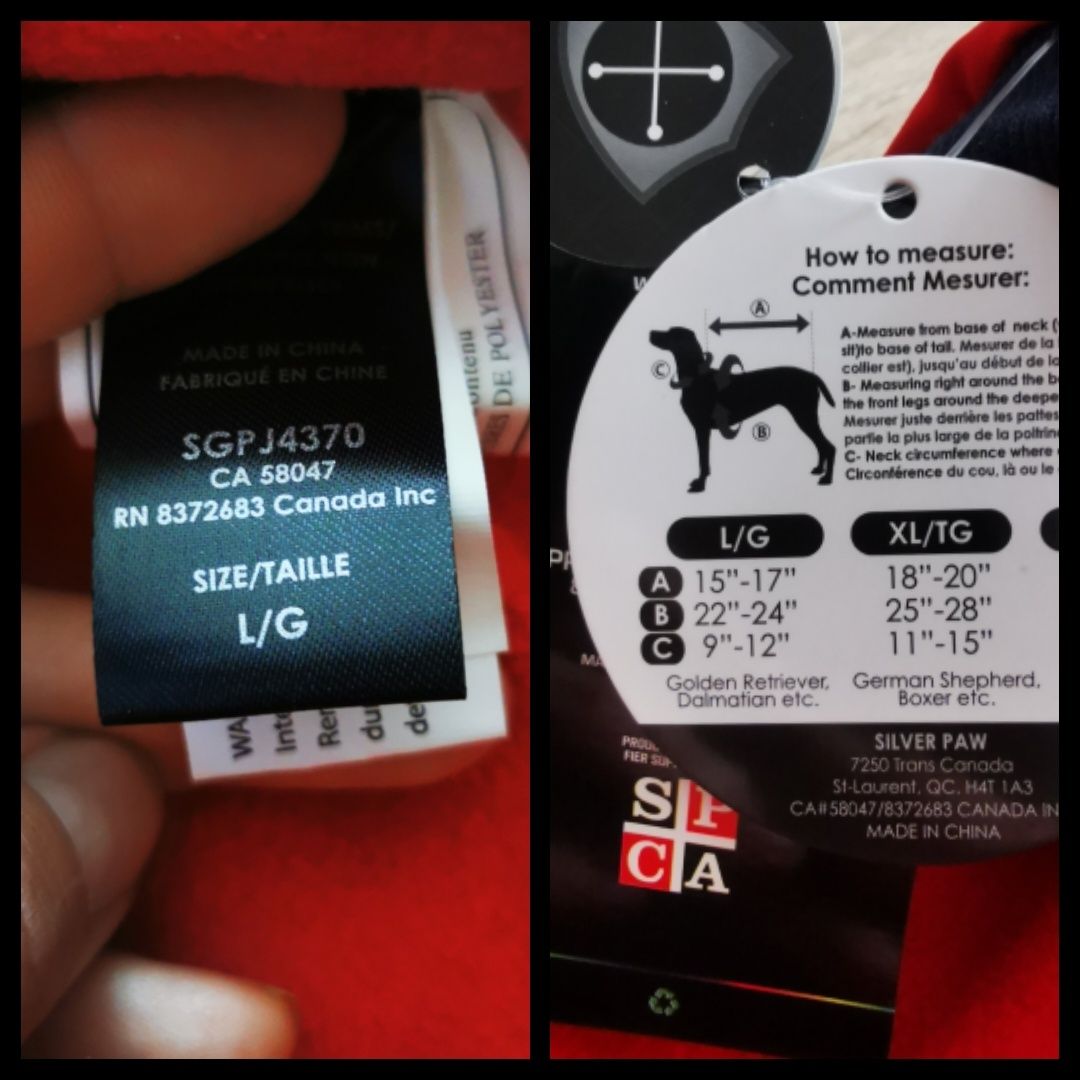 MADE IN CHINA
FABRIQUÉ EN CHINE
SGPJ4370
CA 58047
RN 8372683 Canada Inc
SIZE/TAILLE
L/G
DE POLYESTER
How to measure:
Comment Mesurer:
A
C
B
A-Measure from base of neck (
sit)to base of tail. Mesurer de la
collier est), jusqu'au début de
B- Measuring right around the
the front legs around the
Mesurer juste derrière les pattes
partie la plus large de la
C- Neck circumference where
Circonférence du cou, là ou le
L/G XL/TG
A 15"-17" 18"-20"
B 22"-24" 25"-28"
C 9"-12" 11"-15"
Golden Retriever, German Shepherd,
Dalmatian etc. Boxer etc.
SILVER PAW
7250 Trans Canada
St-Laurent, QC, H4T 1A3
CA#58047/8372683 CANADA
MADE IN CHINA
SP
CA